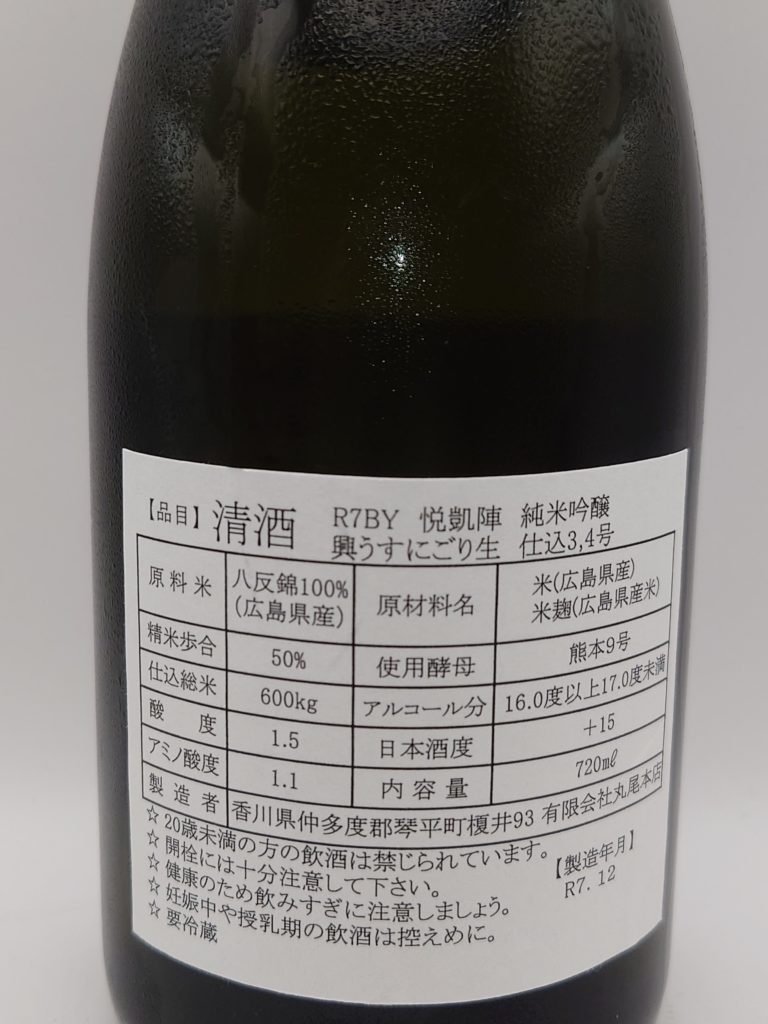 【品目】清酒 R7BY 悦凱陣 純米吟醸
興うすにごり生 仕込3,4号
原料米 八反錦100%(広島県産) 原材料名 米(広島県産)米麹(広島県産米)
精米歩合 50% 使用酵母 熊本9号
仕込総米 600kg アルコール分 16.0度以上17.0度未満
酸度 1.5 日本酒度 +15
アミノ酸度 1.1 内容量 720㎖
製造者 香川県仲多度郡琴平町榎井93 有限会社丸尾本店
☆20歳未満の方の飲酒は禁じられています。
☆開栓には十分注意して下さい。
☆健康のため飲みすぎに注意しましょう。
☆妊娠中や授乳期の飲酒は控えめに。
☆要冷蔵
【製造年月】
R7.12